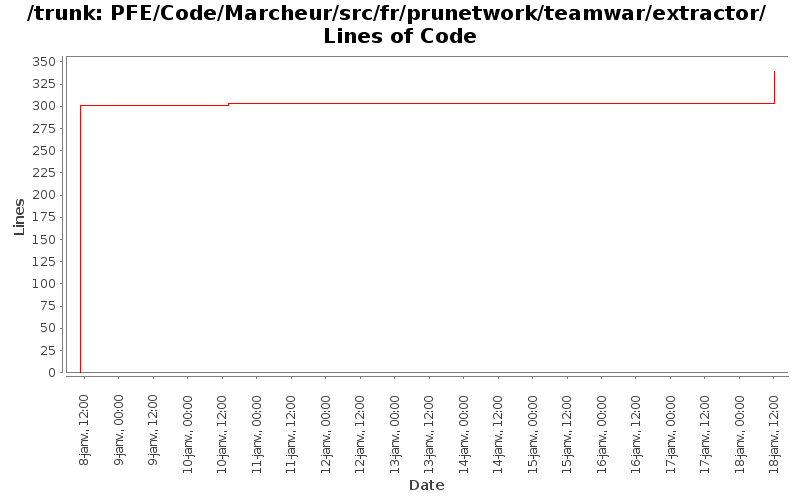 /trunk: PFE/Code/Marcheur/src/fr/prunetwork/teamwar/extractor/
Lines of Code
350
325
300
275
250
225
200
175
150
125
100
75
50
25
0
Lines
8-janv., 12:00
9-janv., 00:00
9-janv., 12:00
10-janv., 00:00
10-janv., 12:00
11-janv., 00:00
11-janv., 12:00
12-janv., 00:00
12-janv., 12:00
13-janv., 00:00
13-janv., 12:00
14-janv., 00:00
14-janv., 12:00
15-janv., 00:00
15-janv., 12:00
16-janv., 00:00
16-janv., 12:00
17-janv., 00:00
17-janv., 12:00
18-janv., 00:00
18-janv., 12:00
Date